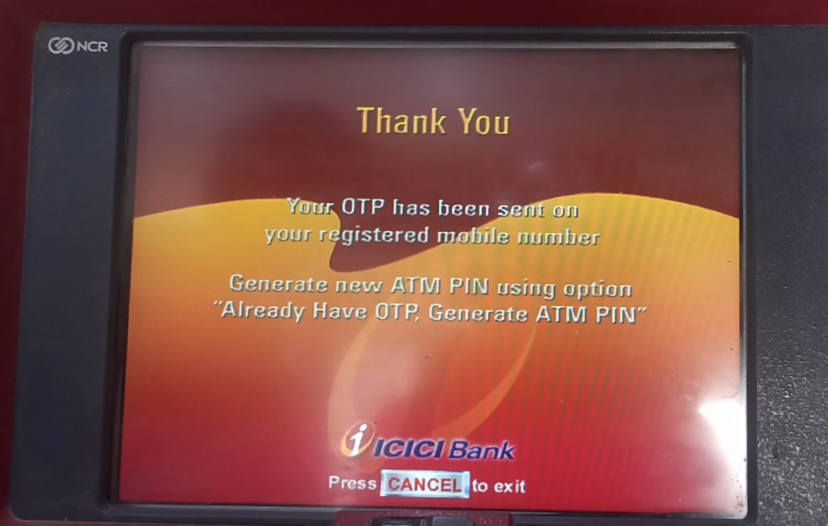 NCR
Thank You
Your OTP has been sent on
your registered mobile number
Generate new ATM PIN using option
"Already Have OTP, Generate ATM PIN"
i ICICI Bank
Press CANCEL to exit